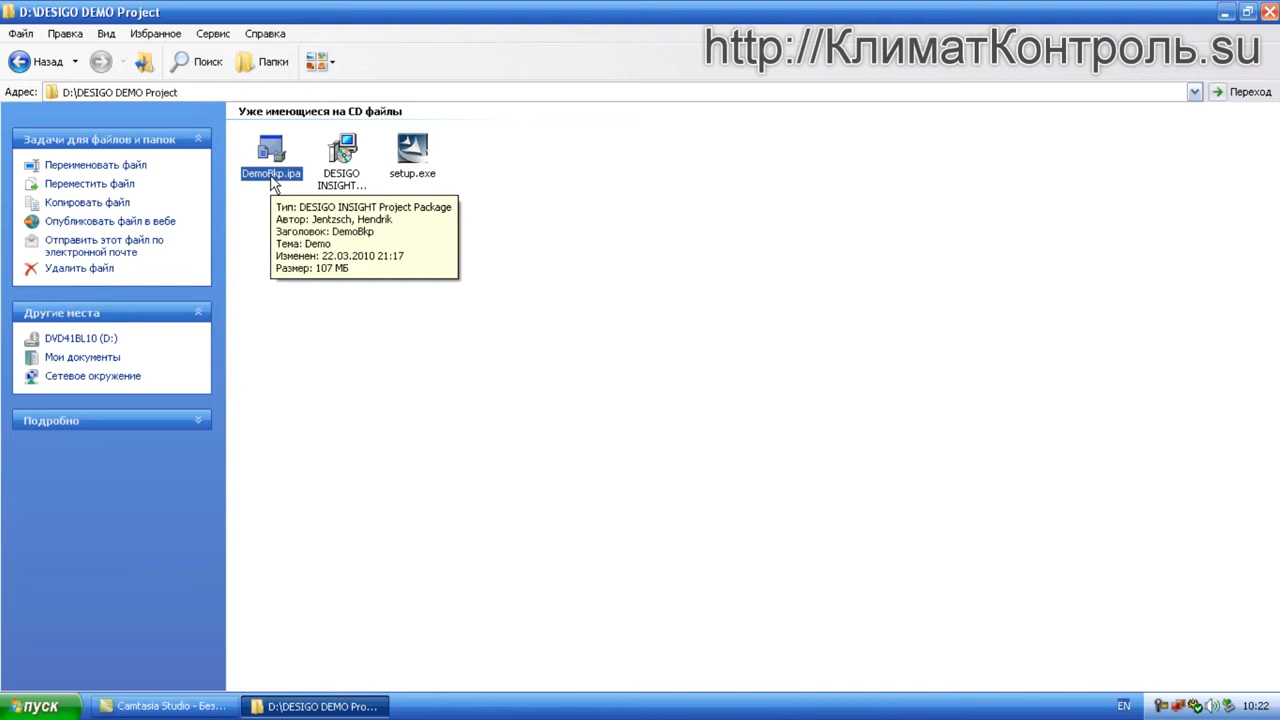 D:\DESIGO DEMO Project
Файл Правка Вид Избранное Сервис Справка
http://КлиматКонтроль.su
Назад Поиск Папки
Адрес: D:\DESIGO DEMO Project Переход
Уже имеющиеся на CD файлы
Задачи для файлов и папок
Переименовать файл
Переместить файл
Копировать файл
Опубликовать файл в вебе
Отправить этот файл по
электронной почте
Удалить файл
Другие места
DVD41BL10 (D:)
Мои документы
Сетевое окружение
Подробно
DemoBkp.ipa
DESIGO
INSIGHT...
setup.exe
Тип: DESIGO INSIGHT Project Package
Автор: Jentzsch, Hendrik
Заголовок: DemoBkp
Тема: Demo
Изменен: 22.03.2010 21:17
Размер: 107 МБ
пуск Camtasia Studio - Без... D:\DESIGO DEMO Pro... EN 10:22